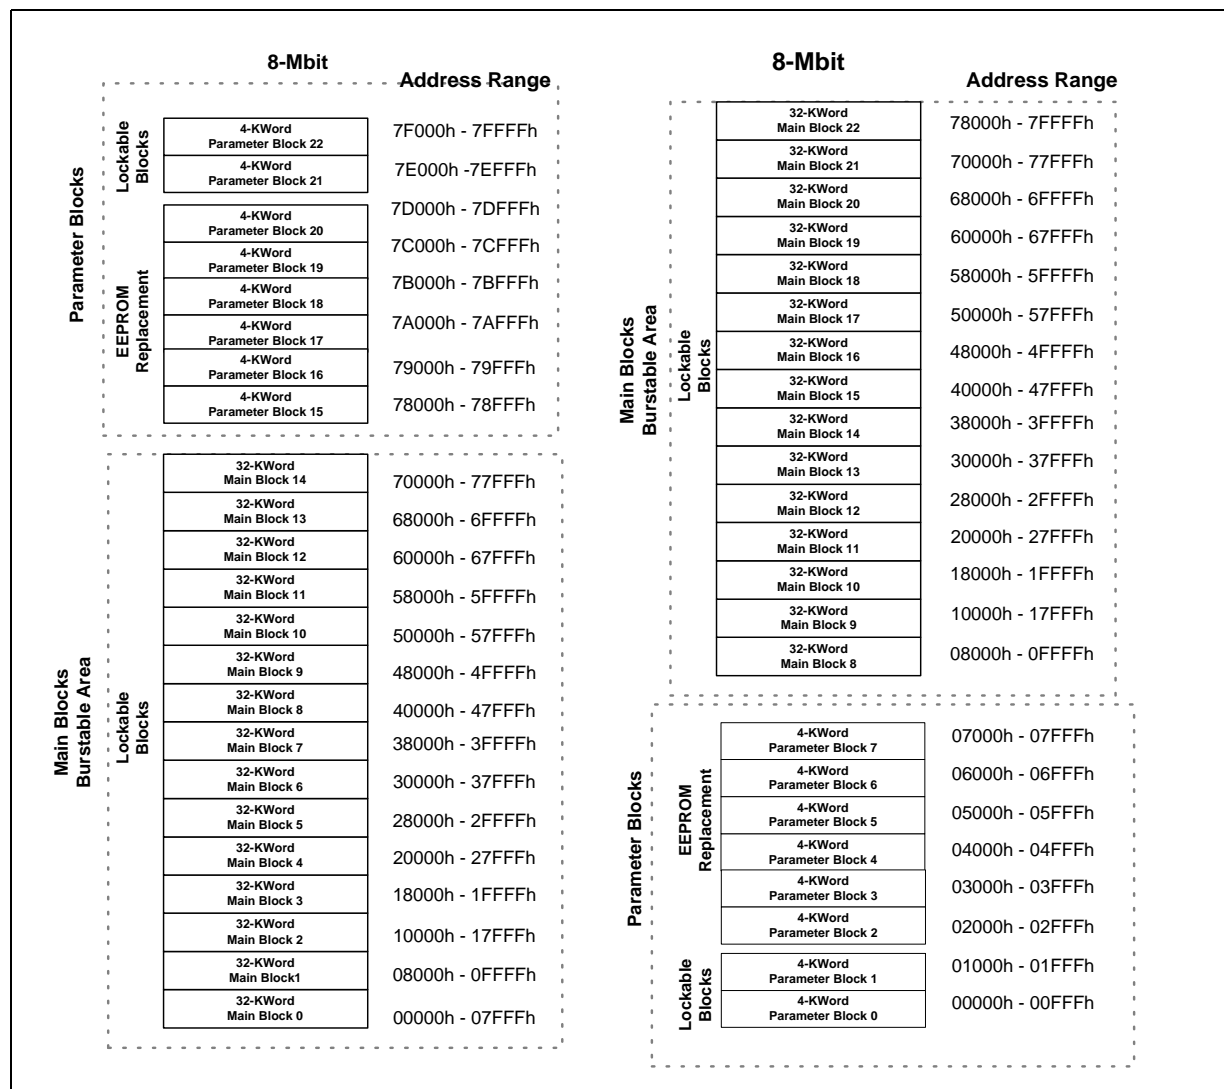 8-Mbit
Address Range
Parameter Blocks
Lockable
Blocks
4-KWord
Parameter Block 22
7F000h - 7FFFFh
4-KWord
Parameter Block 21
7E000h -7EFFFh
EEPROM
Replacement
4-KWord
Parameter Block 20
7D000h - 7DFFFh
4-KWord
Parameter Block 19
7C000h - 7CFFFh
4-KWord
Parameter Block 18
7B000h - 7BFFFh
4-KWord
Parameter Block 17
7A000h - 7AFFFh
4-KWord
Parameter Block 16
79000h - 79FFFh
4-KWord
Parameter Block 15
78000h - 78FFFh
Main Blocks
Burstable Area
Lockable
Blocks
32-KWord
Main Block 14
70000h - 77FFFh
32-KWord
Main Block 13
68000h - 6FFFFh
32-KWord
Main Block 12
60000h - 67FFFh
32-KWord
Main Block 11
58000h - 5FFFFh
32-KWord
Main Block 10
50000h - 57FFFh
32-KWord
Main Block 9
48000h - 4FFFFh
32-KWord
Main Block 8
40000h - 47FFFh
32-KWord
Main Block 7
38000h - 3FFFFh
32-KWord
Main Block 6
30000h - 37FFFh
32-KWord
Main Block 5
28000h - 2FFFFh
32-KWord
Main Block 4
20000h - 27FFFh
32-KWord
Main Block 3
18000h - 1FFFFh
32-KWord
Main Block 2
10000h - 17FFFh
32-KWord
Main Block1
08000h - 0FFFFh
32-KWord
Main Block 0
00000h - 07FFFh
8-Mbit
Address Range
Main Blocks
Burstable Area
Lockable
Blocks
32-KWord
Main Block 22
78000h - 7FFFFh
32-KWord
Main Block 21
70000h - 77FFFh
32-KWord
Main Block 20
68000h - 6FFFFh
32-KWord
Main Block 19
60000h - 67FFFh
32-KWord
Main Block 18
58000h - 5FFFFh
32-KWord
Main Block 17
50000h - 57FFFh
32-KWord
Main Block 16
48000h - 4FFFFh
32-KWord
Main Block 15
40000h - 47FFFh
32-KWord
Main Block 14
38000h - 3FFFFh
32-KWord
Main Block 13
30000h - 37FFFh
32-KWord
Main Block 12
28000h - 2FFFFh
32-KWord
Main Block 11
20000h - 27FFFh
32-KWord
Main Block 10
18000h - 1FFFFh
32-KWord
Main Block 9
10000h - 17FFFh
32-KWord
Main Block 8
08000h - 0FFFFh
Parameter Blocks
EEPROM
Replacement
4-KWord
Parameter Block 7
07000h - 07FFFh
4-KWord
Parameter Block 6
06000h - 06FFFh
4-KWord
Parameter Block 5
05000h - 05FFFh
4-KWord
Parameter Block 4
04000h - 04FFFh
4-KWord
Parameter Block 3
03000h - 03FFFh
4-KWord
Parameter Block 2
02000h - 02FFFh
Lockable
Blocks
4-KWord
Parameter Block 1
01000h - 01FFFh
4-KWord
Parameter Block 0
00000h - 00FFFh